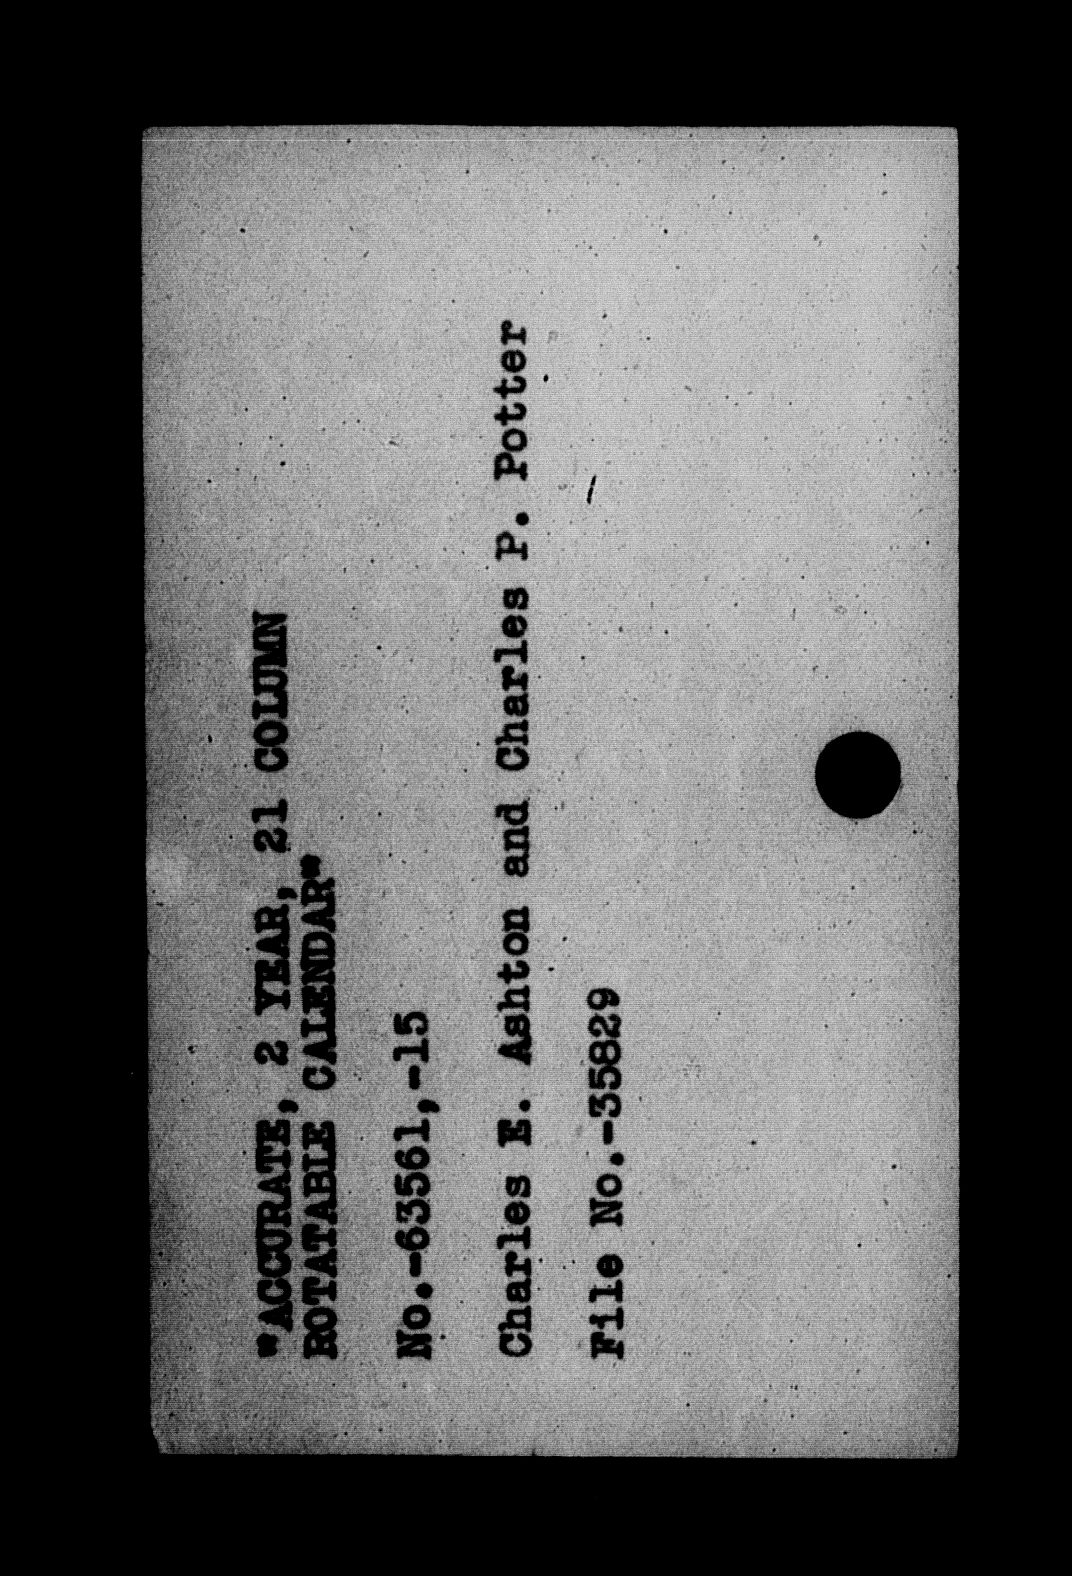 "ACCURATE, 2 YEAR, 21 COLUMN
ROTATABLE CALENDAR"
No.-63561,-15
Charles E. Ashton and Charles P. Potter
File No.-35829